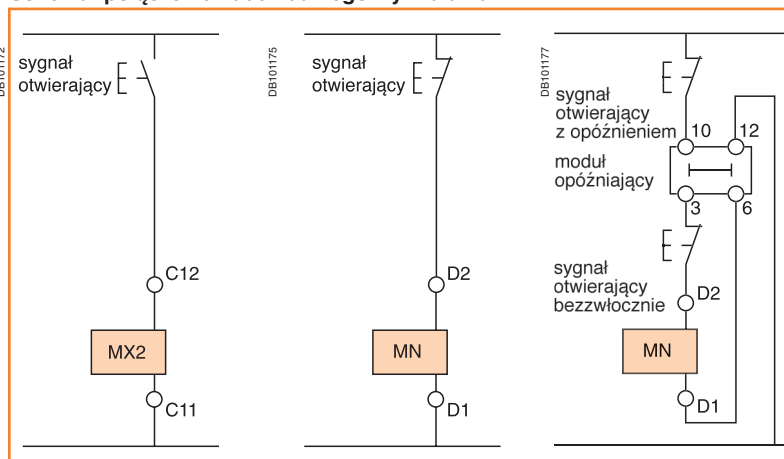 DB101172
sygnał
otwierający
C12
MX2
C11
DB101175
sygnał
otwierający
D2
MN
D1
DB101177
sygnał
otwierający
z opóźnieniem
10
12
moduł
opóźniający
3
6
sygnał
otwierający
bezzwłocznie
D2
MN
D1